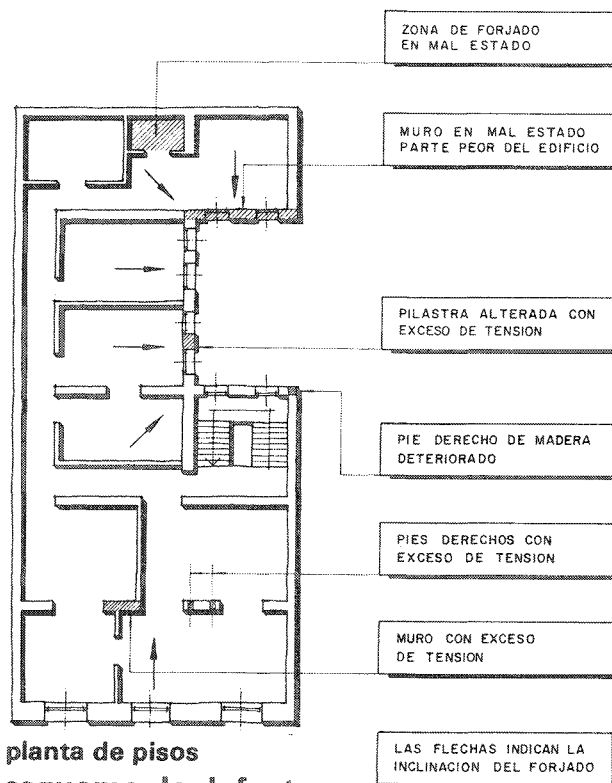 ZONA DE FORJADO
EN MAL ESTADO
MURO EN MAL ESTADO
PARTE PEOR DEL EDIFICIO
PILASTRA ALTERADA CON
EXCESO DE TENSION
PIE DERECHO DE MADERA
DETERIORADO
PIES DERECHOS CON
EXCESO DE TENSION
MURO CON EXCESO
DE TENSION
LAS FLECHAS INDICAN LA
INCLINACION DEL FORJADO
planta de pisos